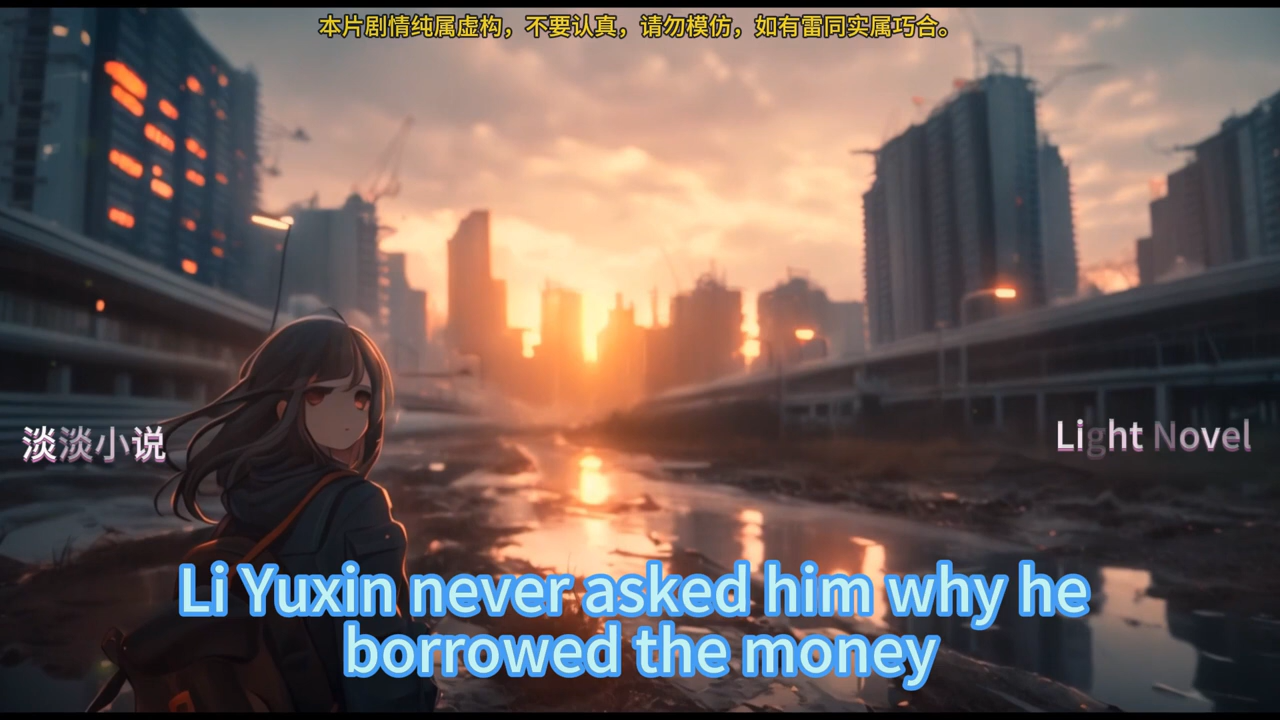 本片剧情纯属虚构，不要认真，请勿模仿，如有雷同实属巧合。
淡淡小说
Light Novel
Li Yuxin never asked him why he
borrowed the money